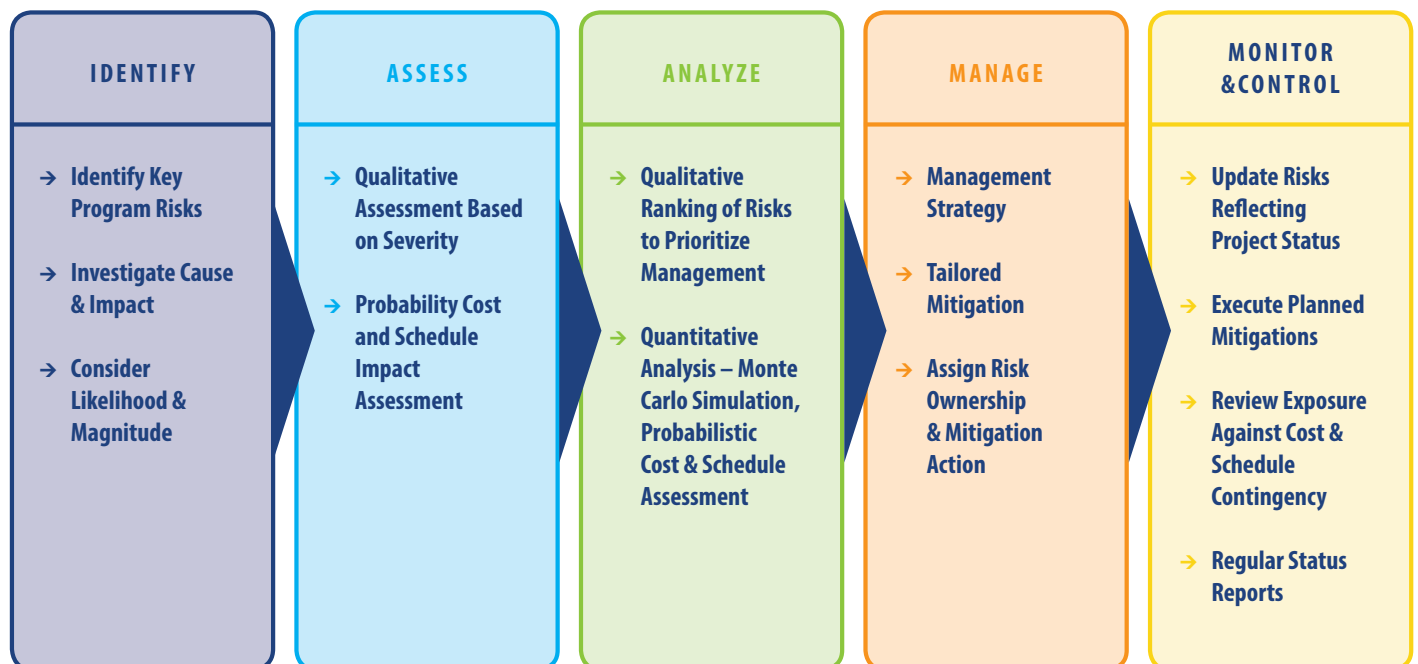 IDENTIFY
→ Identify Key
Program Risks
→ Investigate Cause
& Impact
→ Consider
Likelihood &
Magnitude
ASSESS
→ Qualitative
Assessment Based
on Severity
→ Probability Cost
and Schedule
Impact
Assessment
ANALYZE
→ Qualitative
Ranking of Risks
to Prioritize
Management
→ Quantitative
Analysis – Monte
Carlo Simulation,
Probabilistic
Cost & Schedule
Assessment
MANAGE
→ Management
Strategy
→ Tailored
Mitigation
→ Assign Risk
Ownership
& Mitigation
Action
MONITOR
&CONTROL
→ Update Risks
Reflecting
Project Status
→ Execute Planned
Mitigations
→ Review Exposure
Against Cost &
Schedule
Contingency
→ Regular Status
Reports